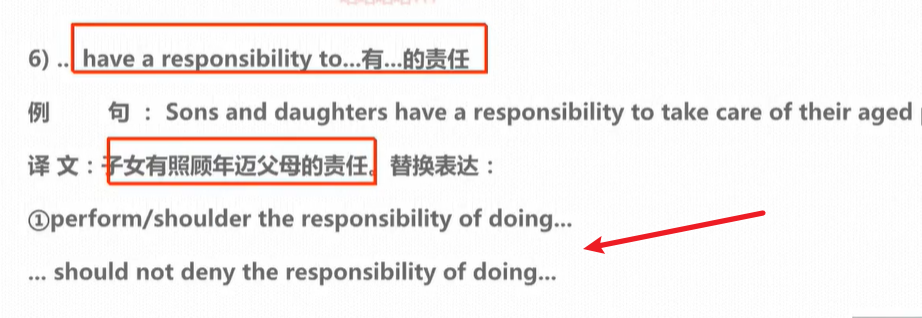 6) .. have a responsibility to...有...的责任
例 句 ： Sons and daughters have a responsibility to take care of their aged
译 文：子女有照顾年迈父母的责任。替换表达：
①perform/shoulder the responsibility of doing...
... should not deny the responsibility of doing...